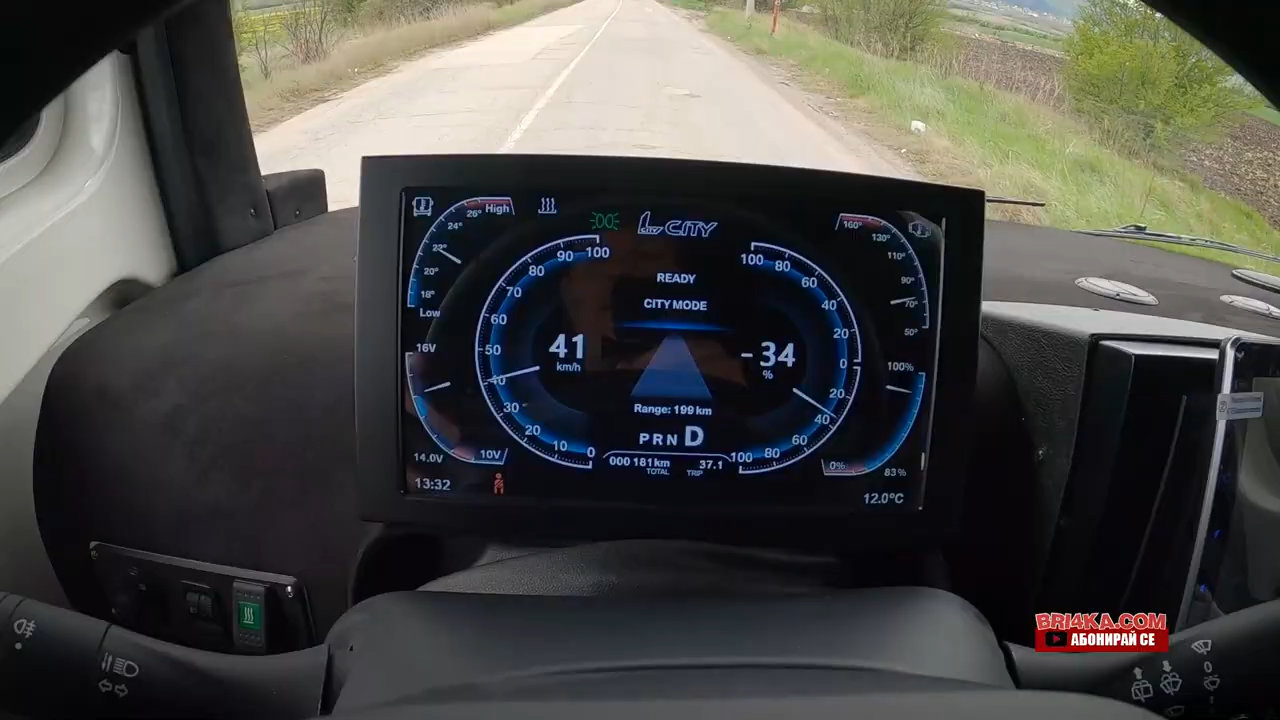 High
26°
24°
22°
20°
18°
Low
L CITY
CITY
160°
130°
110°
90°
70°
50°
100
90
80
70
60
50
40
30
20
10
0
100
80
60
40
20
0
20
40
60
80
100
READY
CITY MODE
41
km/h
-34
%
Range: 199 km
PRN D
000 181 km
TOTAL
37.1
TRIP
16V
10V
14.0V
13:32
100%
0%
83 %
12.0°C
BRI4KA.COM
АБОНИРАЙ СЕ